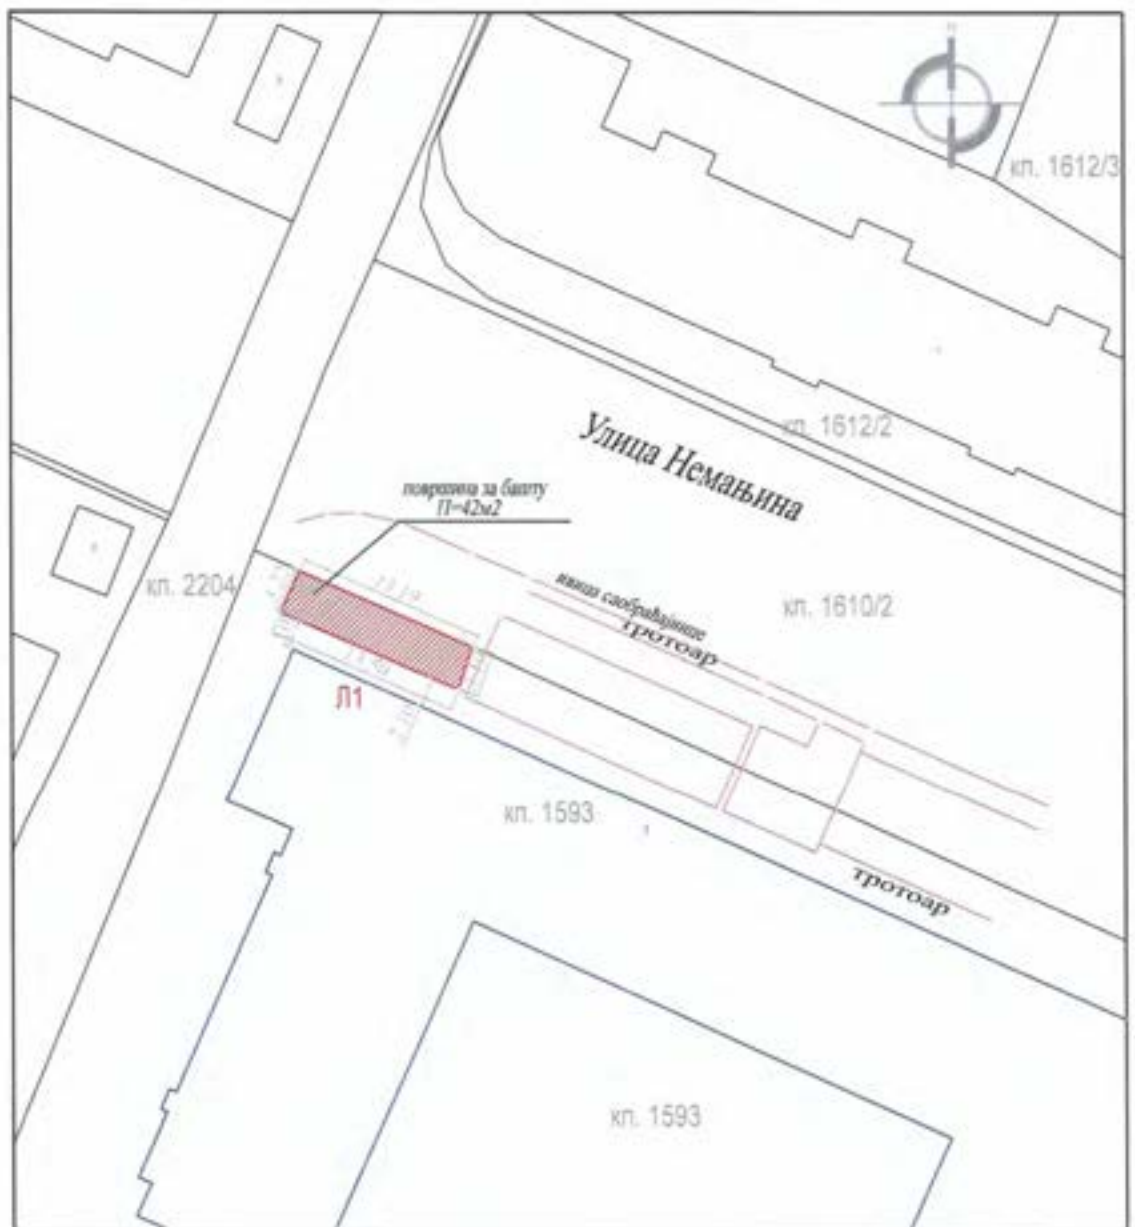 кп. 1612/3
кп. 1612/2
Улица Немањина
површина за башту
П=42м2
кп. 2204
ивица саобраћајнице
тротоар
кп. 1610/2
Л1
кп. 1593
тротоар
кп. 1593